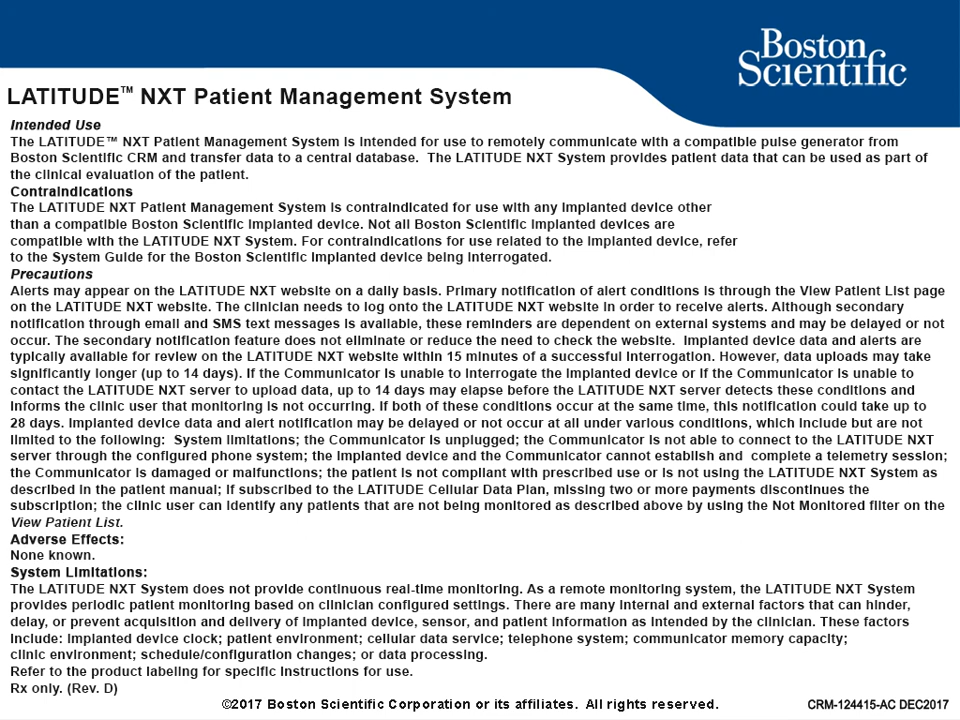 Boston
Scientific
LATITUDE™ NXT Patient Management System
Intended Use
The LATITUDE™ NXT Patient Management System is intended for use to remotely communicate with a compatible pulse generator from
Boston Scientific CRM and transfer data to a central database.  The LATITUDE NXT System provides patient data that can be used as part of
the clinical evaluation of the patient.
Contraindications
The LATITUDE NXT Patient Management System is contraindicated for use with any implanted device other
than a compatible Boston Scientific implanted device. Not all Boston Scientific implanted devices are
compatible with the LATITUDE NXT System. For contraindications for use related to the implanted device, refer
to the System Guide for the Boston Scientific implanted device being interrogated.
Precautions
Alerts may appear on the LATITUDE NXT website on a daily basis. Primary notification of alert conditions is through the View Patient List page
on the LATITUDE NXT website. The clinician needs to log onto the LATITUDE NXT website in order to receive alerts. Although secondary
notification through email and SMS text messages is available, these reminders are dependent on external systems and may be delayed or not
occur. The secondary notification feature does not eliminate or reduce the need to check the website.  Implanted device data and alerts are
typically available for review on the LATITUDE NXT website within 15 minutes of a successful interrogation. However, data uploads may take
significantly longer (up to 14 days). If the Communicator is unable to interrogate the implanted device or if the Communicator is unable to
contact the LATITUDE NXT server to upload data, up to 14 days may elapse before the LATITUDE NXT server detects these conditions and
informs the clinic user that monitoring is not occurring. If both of these conditions occur at the same time, this notification could take up to
28 days. Implanted device data and alert notification may be delayed or not occur at all under various conditions, which include but are not
limited to the following:  System limitations; the Communicator is unplugged; the Communicator is not able to connect to the LATITUDE NXT
server through the configured phone system; the implanted device and the Communicator cannot establish and  complete a telemetry session;
the Communicator is damaged or malfunctions; the patient is not compliant with prescribed use or is not using the LATITUDE NXT System as
described in the patient manual; if subscribed to the LATITUDE Cellular Data Plan, missing two or more payments discontinues the
subscription; the clinic user can identify any patients that are not being monitored as described above by using the Not Monitored filter on the
View Patient List.
Adverse Effects:
None known.
System Limitations:
The LATITUDE NXT System does not provide continuous real-time monitoring. As a remote monitoring system, the LATITUDE NXT System
provides periodic patient monitoring based on clinician configured settings. There are many internal and external factors that can hinder,
delay, or prevent acquisition and delivery of implanted device, sensor, and patient information as intended by the clinician. These factors
include: implanted device clock; patient environment; cellular data service; telephone system; communicator memory capacity;
clinic environment; schedule/configuration changes; or data processing.
Refer to the product labeling for specific instructions for use.
Rx only. (Rev. D)
©2017 Boston Scientific Corporation or its affiliates.  All rights reserved.
CRM-124415-AC DEC2017